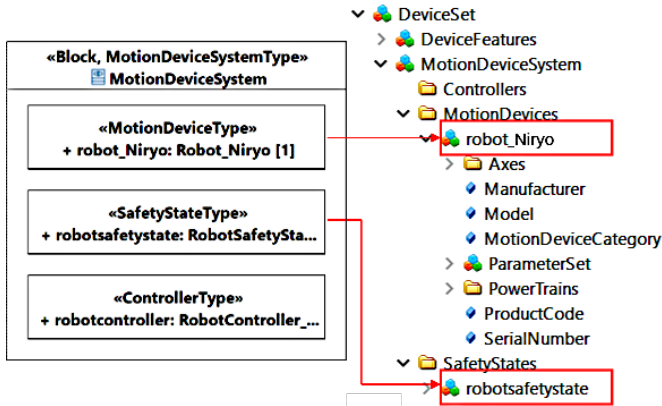 «Block, MotionDeviceSystemType»
MotionDeviceSystem
«MotionDeviceType»
+ robot_Niryo: Robot_Niryo [1]
«SafetyStateType»
+ robotsafetystate: RobotSafetySta...
«ControllerType»
+ robotcontroller: RobotController_...
DeviceSet
DeviceFeatures
MotionDeviceSystem
Controllers
MotionDevices
robot_Niryo
Axes
Manufacturer
Model
MotionDeviceCategory
ParameterSet
PowerTrains
ProductCode
SerialNumber
SafetyStates
robotsafetystate